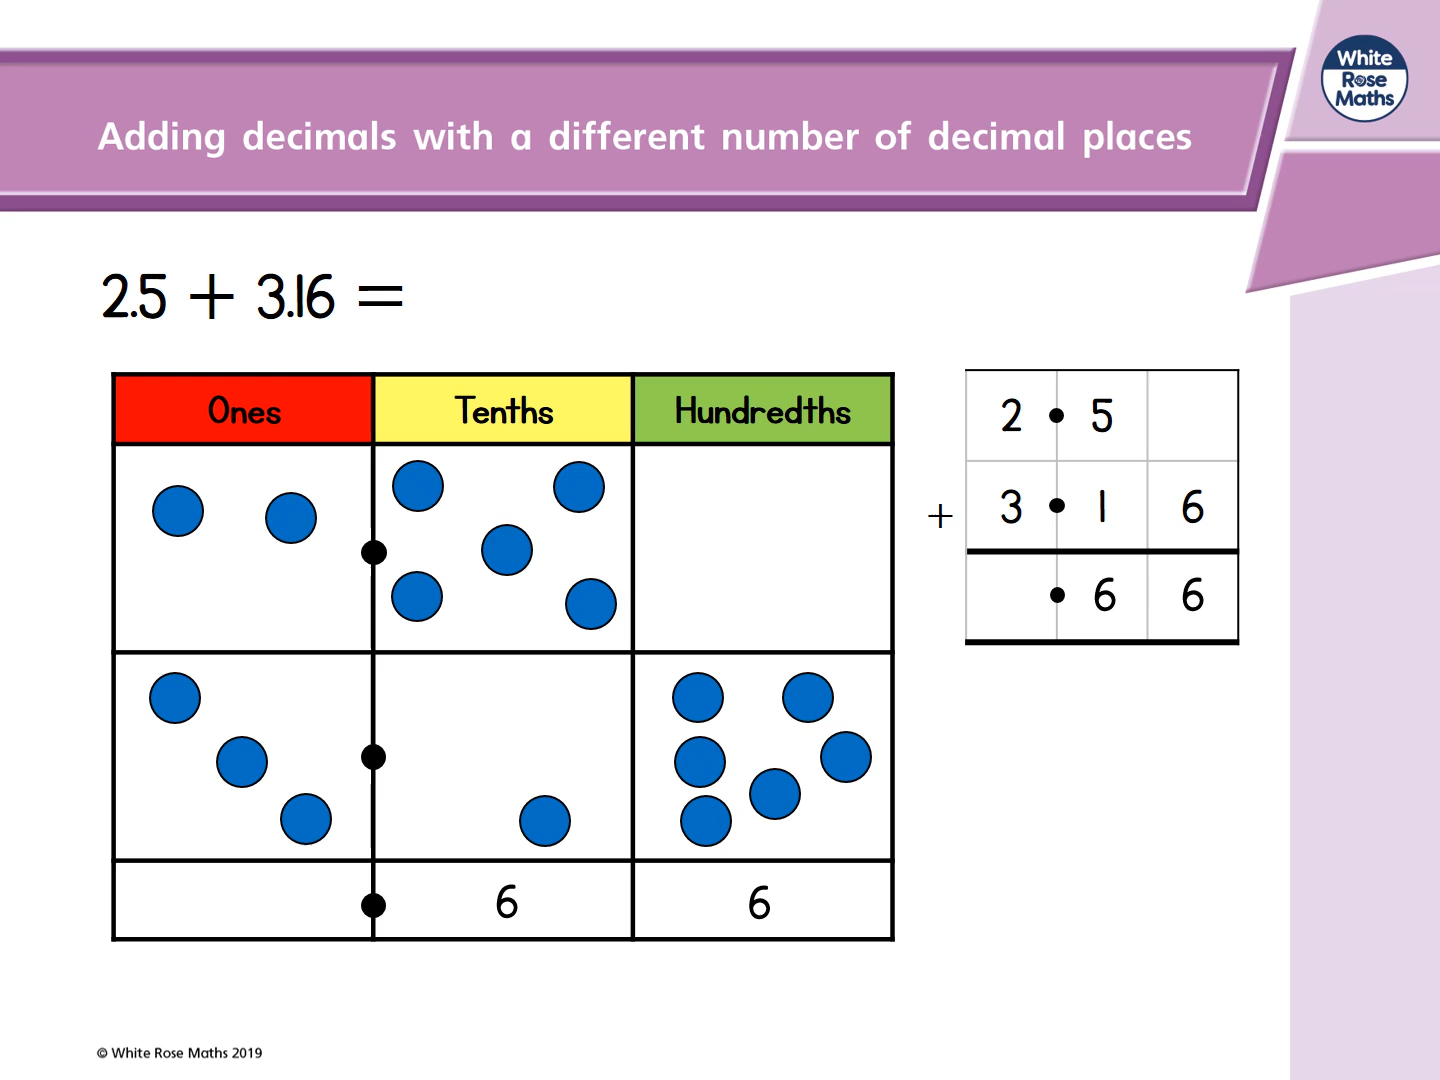 White
Rose
Maths
Adding decimals with a different number of decimal places
2.5 + 3.16 =
Ones Tenths Hundredths
6 6
2 . 5
+ 3 . 1 6
. 6 6
© White Rose Maths 2019